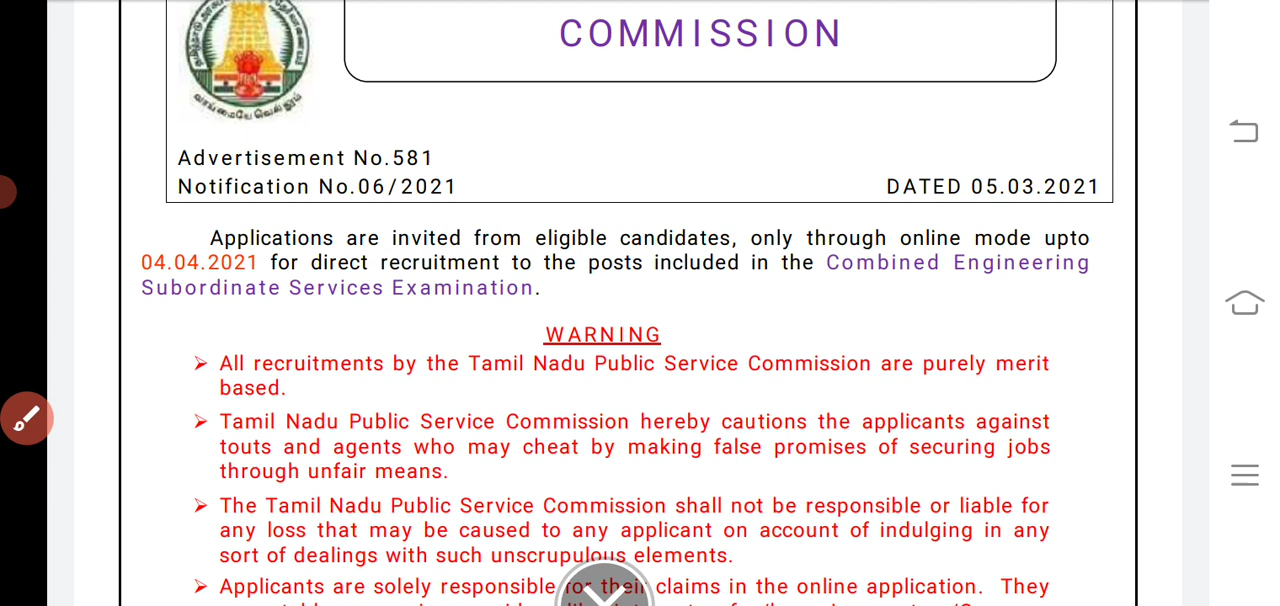 COMMISSION
வாய்மையே வெல்லும்
Advertisement No.581
Notification No.06/2021
DATED 05.03.2021
Applications are invited from eligible candidates, only through online mode upto
04.04.2021 for direct recruitment to the posts included in the Combined Engineering
Subordinate Services Examination.
WARNING
➢ All recruitments by the Tamil Nadu Public Service Commission are purely merit
based.
➢ Tamil Nadu Public Service Commission hereby cautions the applicants against
touts and agents who may cheat by making false promises of securing jobs
through unfair means.
➢ The Tamil Nadu Public Service Commission shall not be responsible or liable for
any loss that may be caused to any applicant on account of indulging in any
sort of dealings with such unscrupulous elements.
➢ Applicants are solely responsible for their claims in the online application. They